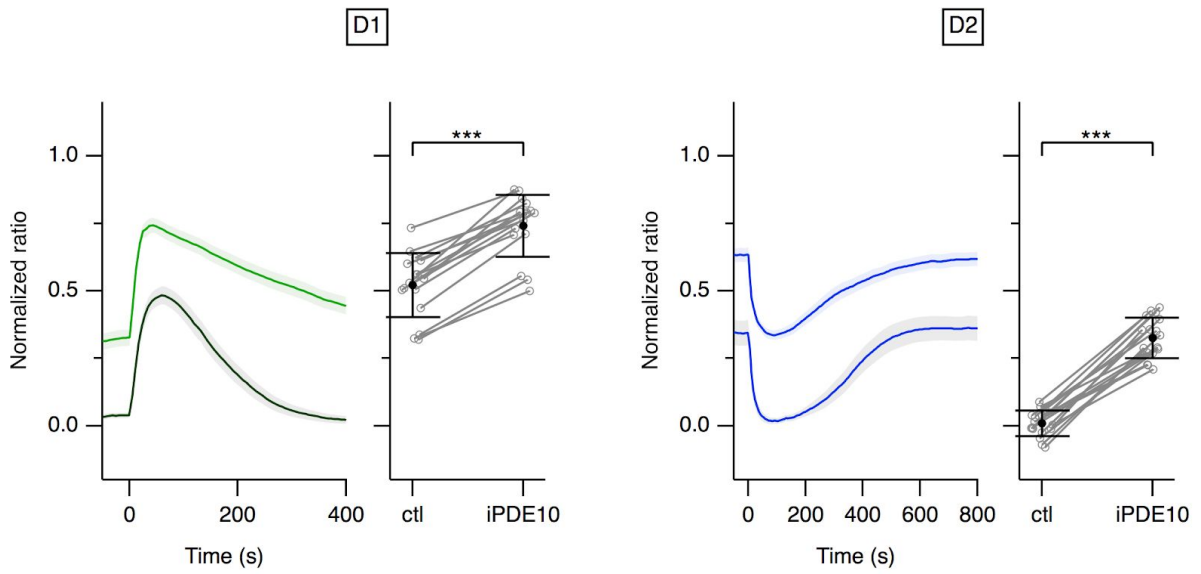 D1
D2
Normalized ratio
1.0
0.5
0.0
0
200
400
Time (s)
***
ctl
iPDE10
Normalized ratio
1.0
0.5
0.0
0
200
400
600
800
Time (s)
***
ctl
iPDE10